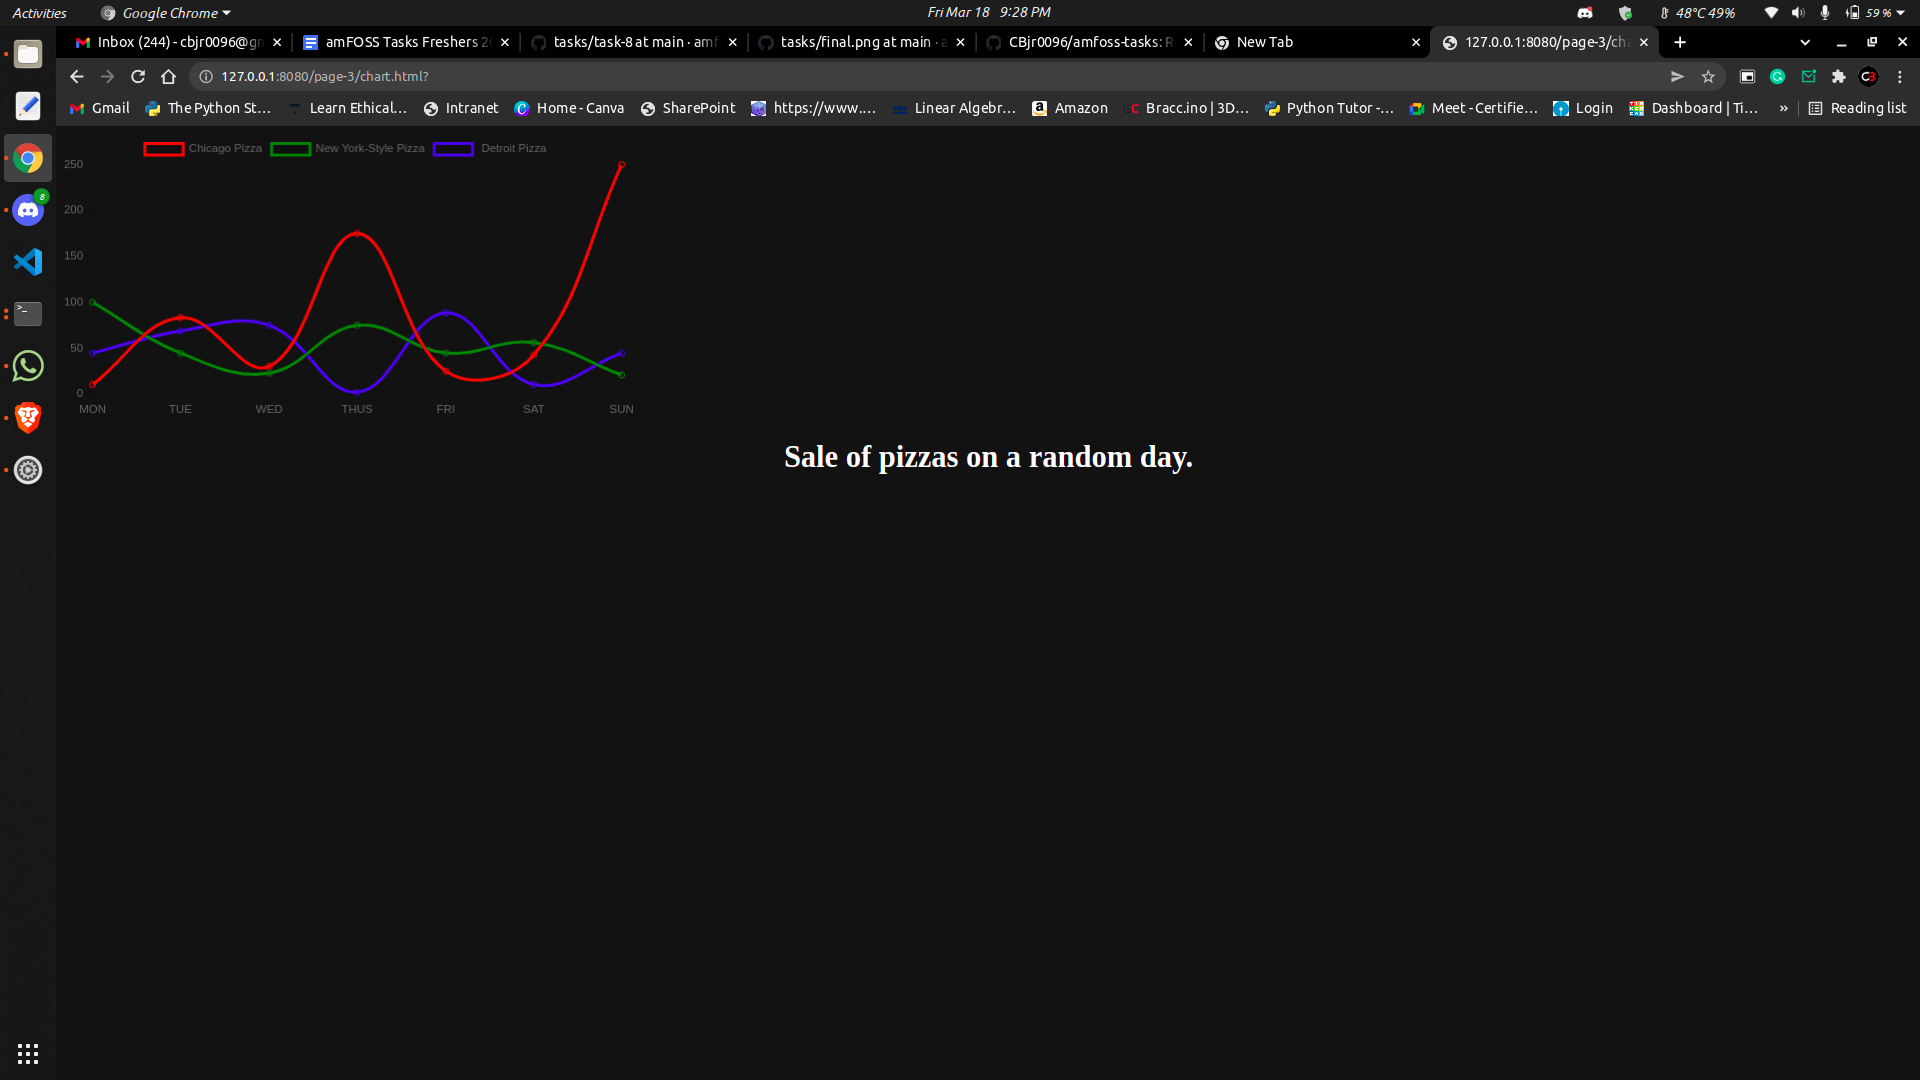 Activities Google Chrome Fri Mar 18 9:28 PM 48°C 49% 59 %
Inbox (244) - cbjr0096@gm amFOSS Tasks Freshers 20 tasks/task-8 at main · amF tasks/final.png at main · a CBjr0096/amfoss-tasks: R New Tab 127.0.0.1:8080/page-3/cha
127.0.0.1:8080/page-3/chart.html?
Gmail The Python St… Learn Ethical… Intranet Home - Canva SharePoint https://www.… Linear Algebr… Amazon Bracc.ino | 3D… Python Tutor -… Meet - Certifie… Login Dashboard | Ti… » Reading list
Chicago Pizza New York-Style Pizza Detroit Pizza
250
200
150
100
50
0
MON TUE WED THUS FRI SAT SUN
Sale of pizzas on a random day.
8